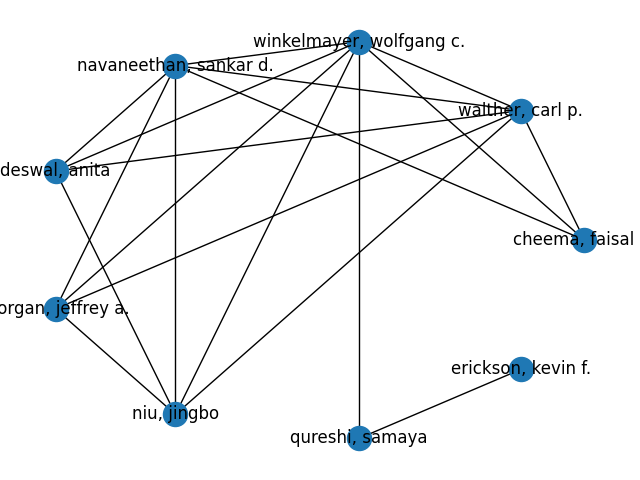 winkelmayer, wolfgang c.
navaneethan, sankar d.
walther, carl p.
deswal, anita
cheema, faisal
organ, jeffrey a.
erickson, kevin f.
niu, jingbo
qureshi, samaya